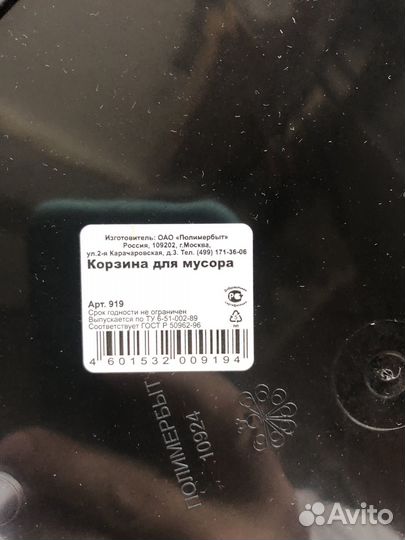 Изготовитель: ОАО «Полимербыт»
Россия, 109202, г.Москва,
ул.2-я Карачаровская, д.3. Тел. (499) 171-36-06
Корзина для мусора
Арт. 919
Срок годности не ограничен
Выпускается по ТУ 6-51-002-89
Соответствует ГОСТ Р 50962-96
4 601532 009194
ПОЛИМЕРБЫТ
10924
Avito